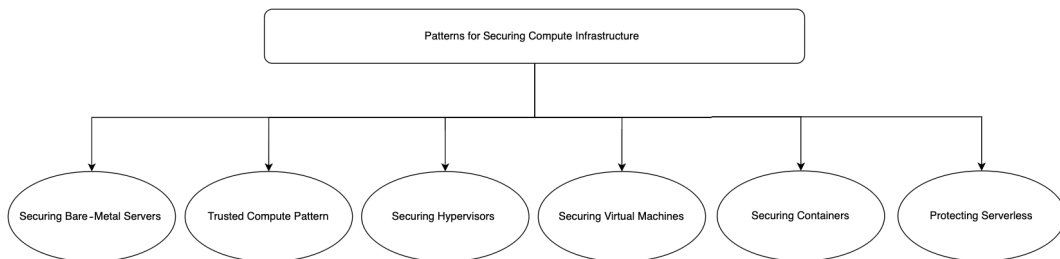 Patterns for Securing Compute Infrastructure
Securing Bare-Metal Servers
Trusted Compute Pattern
Securing Hypervisors
Securing Virtual Machines
Securing Containers
Protecting Serverless